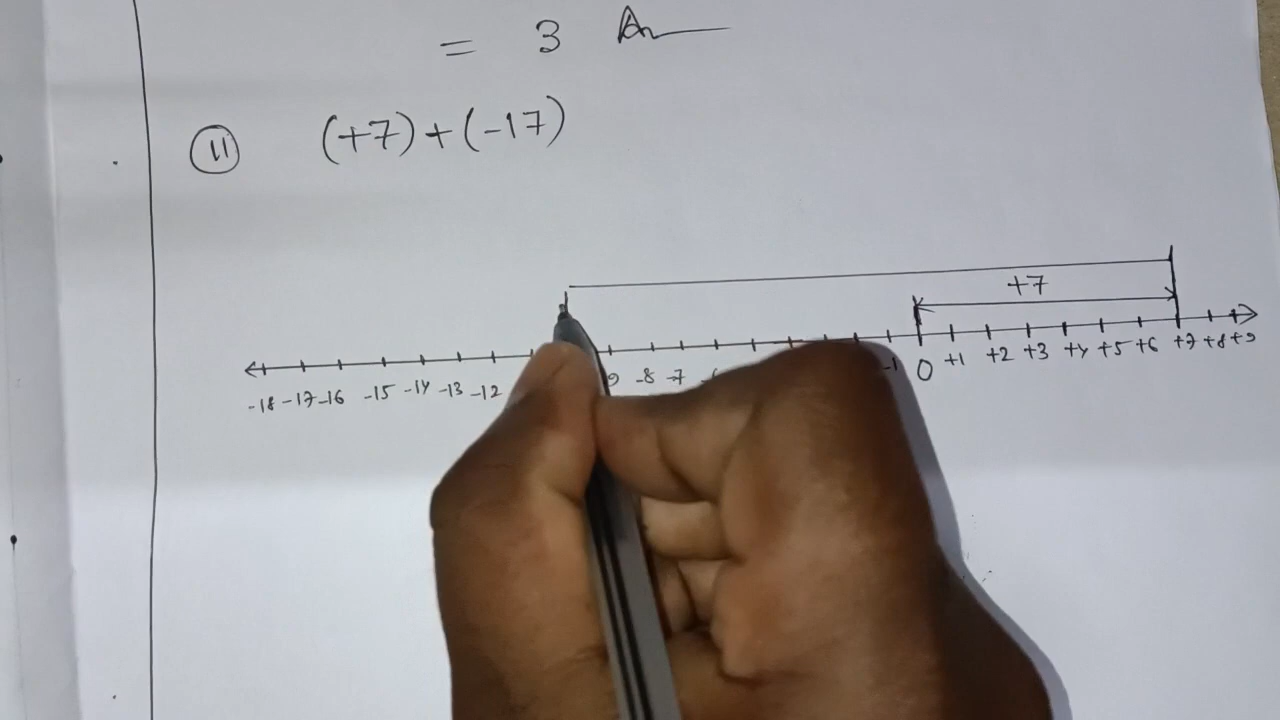 = 3 An
(11) (+7)+(-17)
+7
-18 -17 -16 -15 -14 -13 -12 9 -8 -7 -1 0 +1 +2 +3 +4 +5 +6 +7 +8 +9